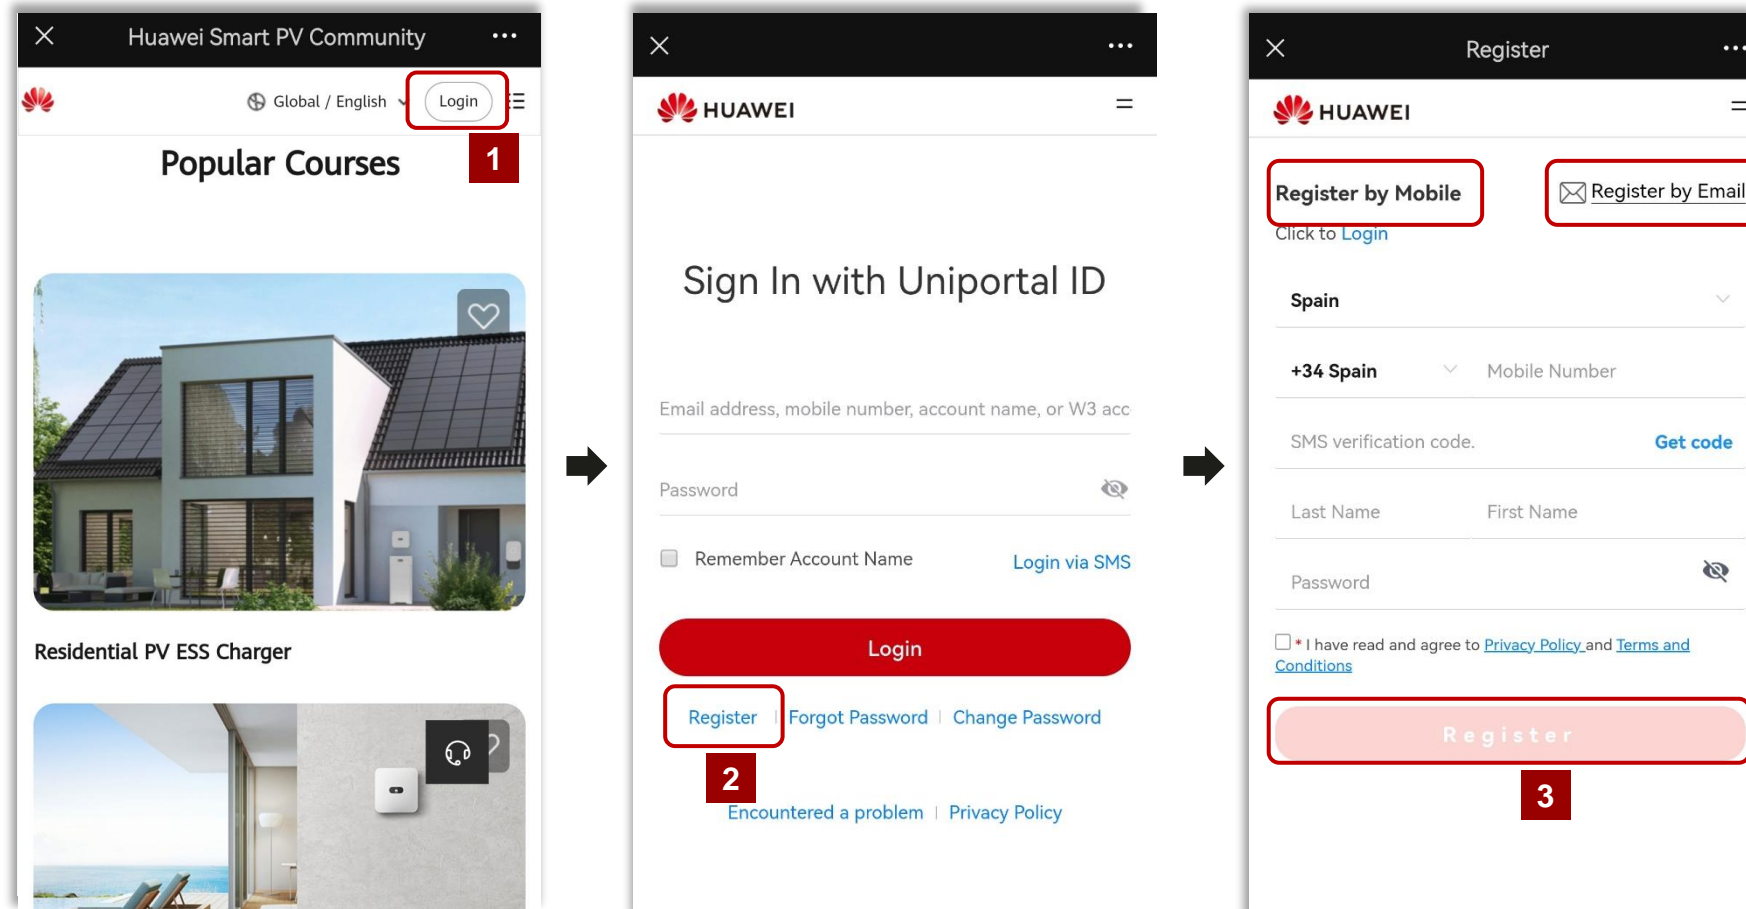 Huawei Smart PV Community
Global / English
Login
1
Popular Courses
Residential PV ESS Charger
HUAWEI
Sign In with Uniportal ID
Email address, mobile number, account name, or W3 acc
Password
Remember Account Name
Login via SMS
Login
Register | Forgot Password | Change Password
2
Encountered a problem | Privacy Policy
Register
HUAWEI
Register by Mobile
Register by Email
Click to Login
Spain
+34 Spain
Mobile Number
SMS verification code.
Get code
Last Name
First Name
Password
* I have read and agree to Privacy Policy and Terms and
Conditions
Register
3